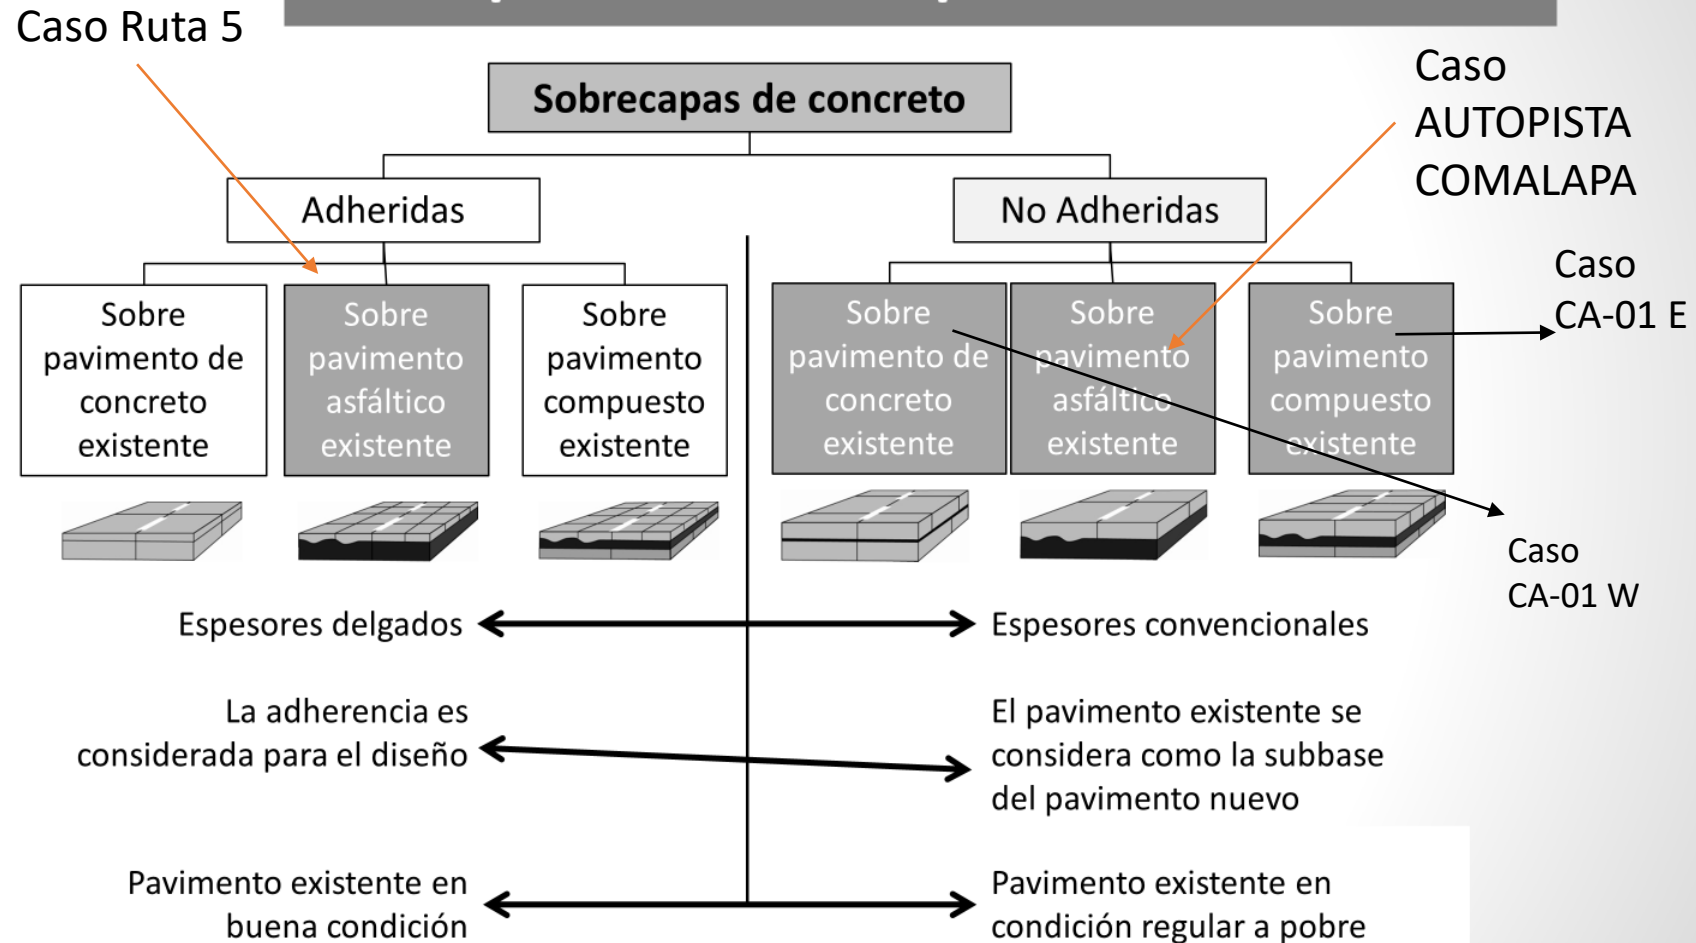 Caso Ruta 5
Sobrecapas de concreto
Caso
AUTOPISTA
COMALAPA
Adheridas
No Adheridas
Sobre
pavimento de
concreto
existente
Sobre
pavimento
asfáltico
existente
Sobre
pavimento
compuesto
existente
Sobre
pavimento de
concreto
existente
Sobre
pavimento
asfáltico
existente
Sobre
pavimento
compuesto
existente
Caso
CA-01 E
Caso
CA-01 W
Espesores delgados
Espesores convencionales
La adherencia es
considerada para el diseño
El pavimento existente se
considera como la subbase
del pavimento nuevo
Pavimento existente en
buena condición
Pavimento existente en
condición regular a pobre